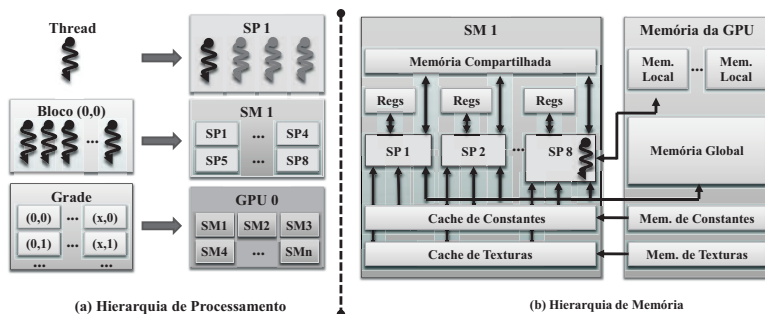 Thread
SP 1
Bloco (0,0)
...
SM 1
SP1 ... SP4
SP5 SP8
Grade
(0,0) ... (x,0)
(0,1) ... (x,1)
... ...
GPU 0
SM1 SM2 SM3
SM4 ... SMn
(a) Hierarquia de Processamento
SM 1
Memória Compartilhada
Regs Regs Regs
SP 1 SP 2 ... SP 8
Cache de Constantes
Cache de Texturas
Memória da GPU
Mem. Local ... Mem. Local
Memória Global
Mem. de Constantes
Mem. de Texturas
(b) Hierarquia de Memória